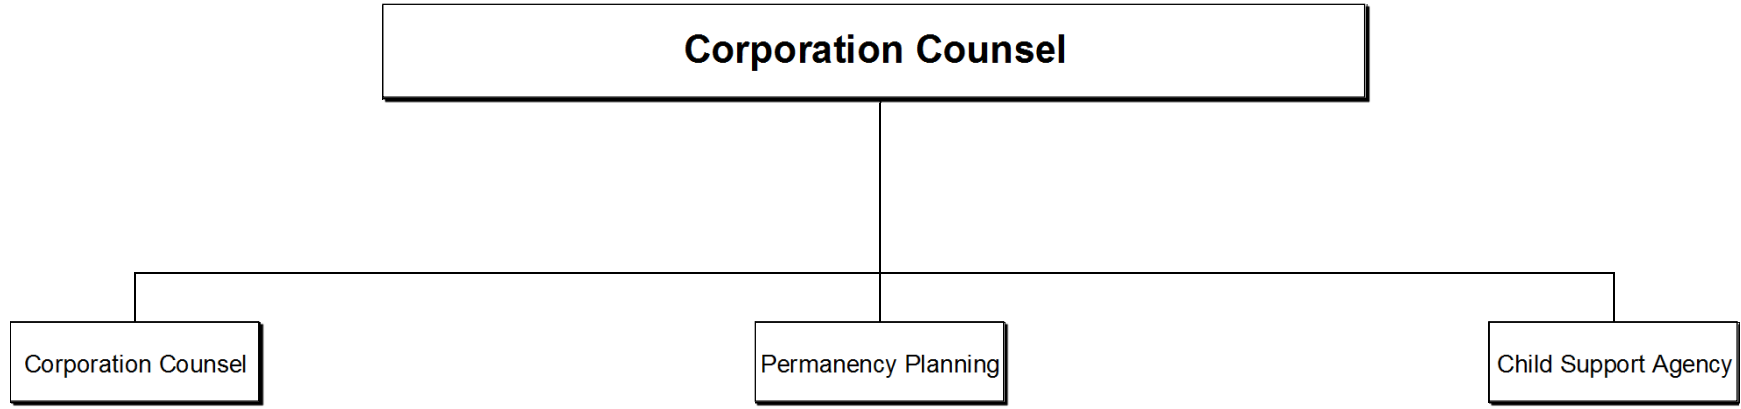 Corporation Counsel
Corporation Counsel
Permanency Planning
Child Support Agency